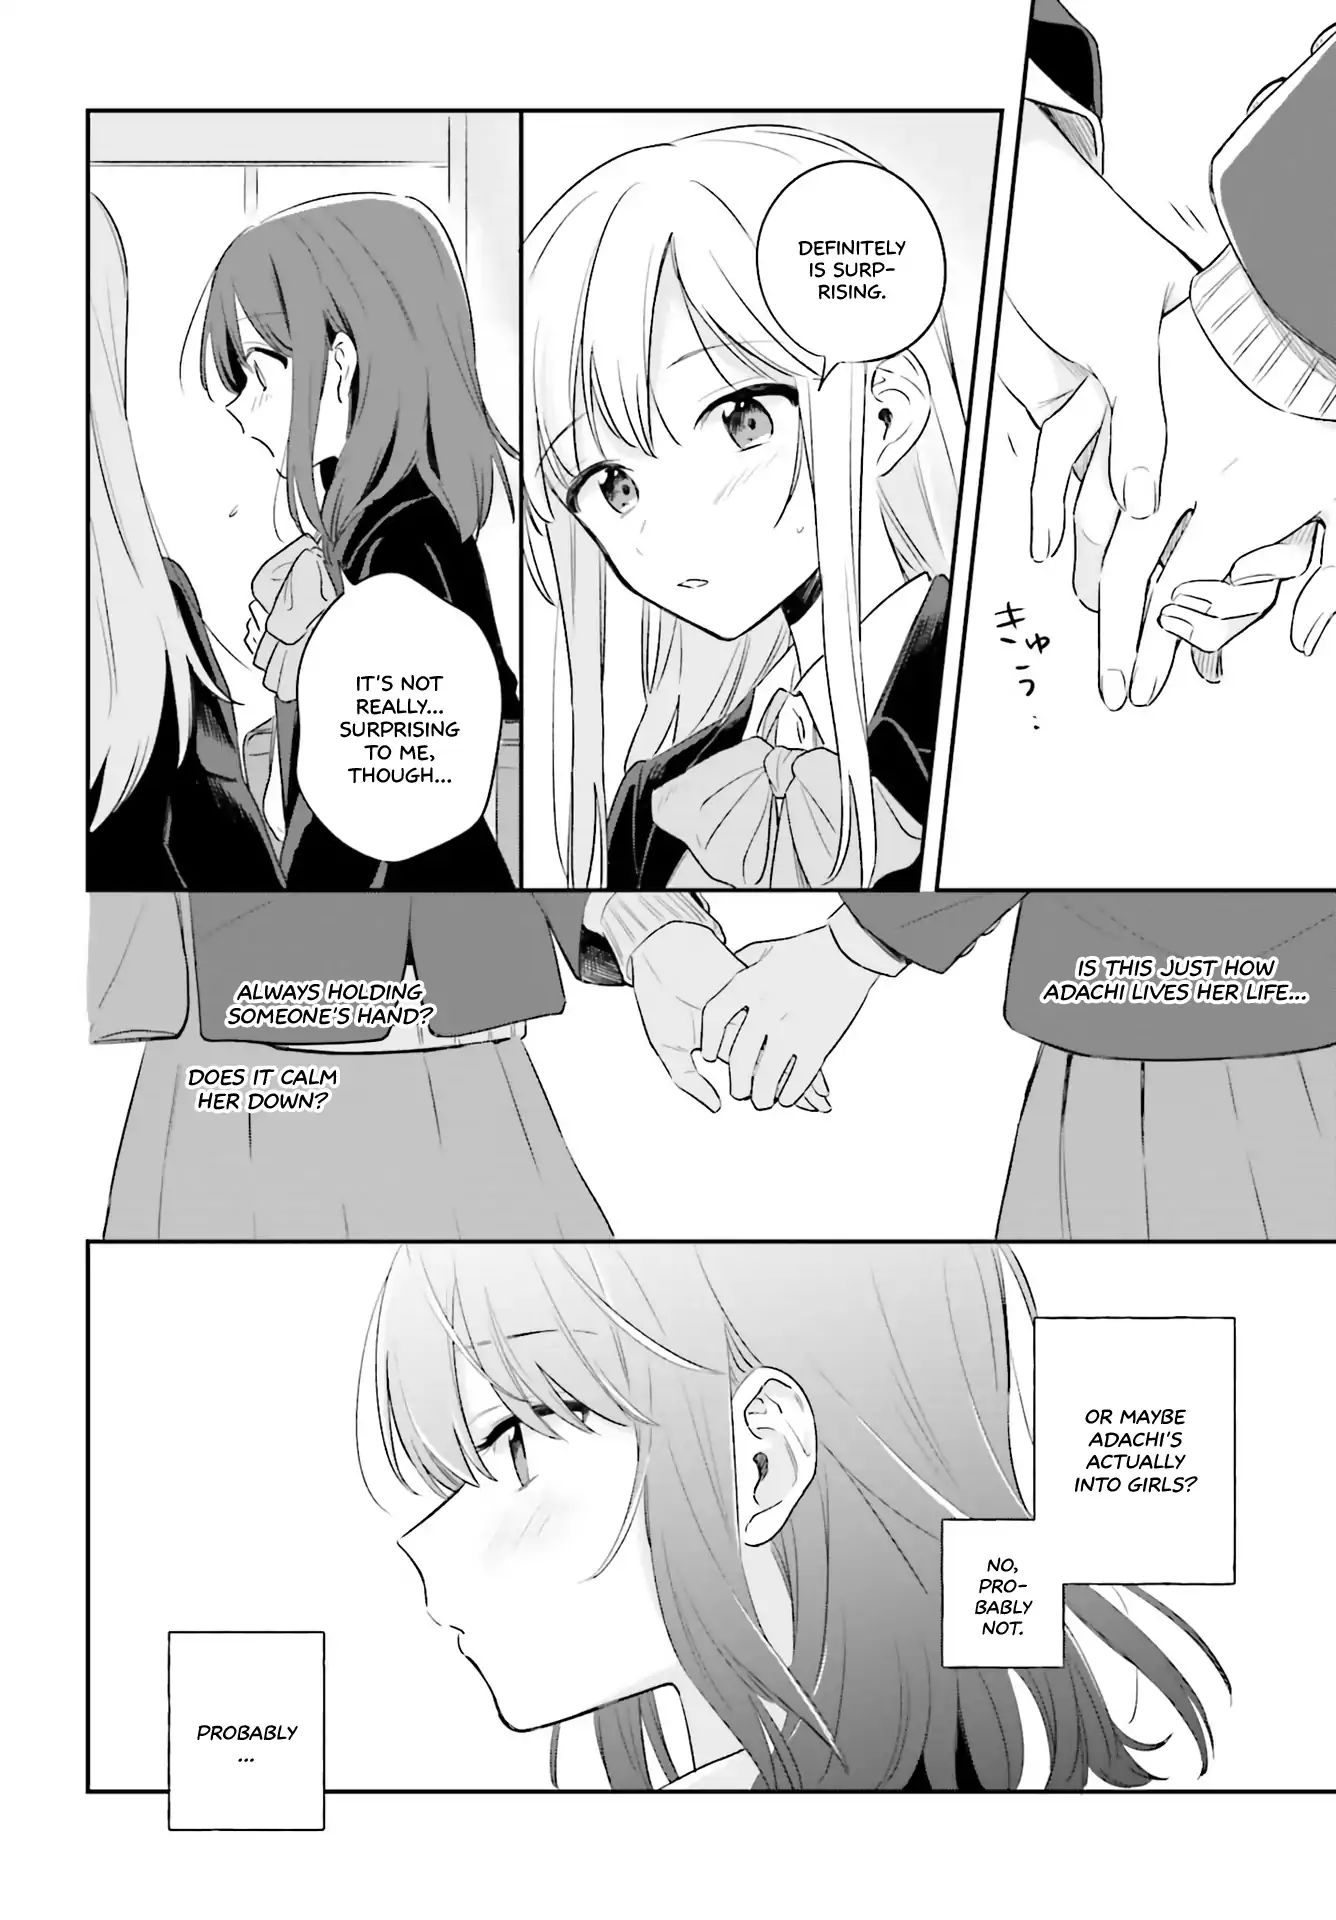 きゅう‥
DEFINITELY
IS SURP-
RISING.
IT'S NOT
REALLY...
SURPRISING
TO ME,
THOUGH...
IS THIS JUST HOW
ADACHI LIVES HER LIFE...
ALWAYS HOLDING
SOMEONE'S HAND?
DOES IT CALM
HER DOWN?
OR MAYBE
ADACHI'S
ACTUALLY
INTO GIRLS?
NO,
PRO-
BABLY
NOT.
PROBABLY
...